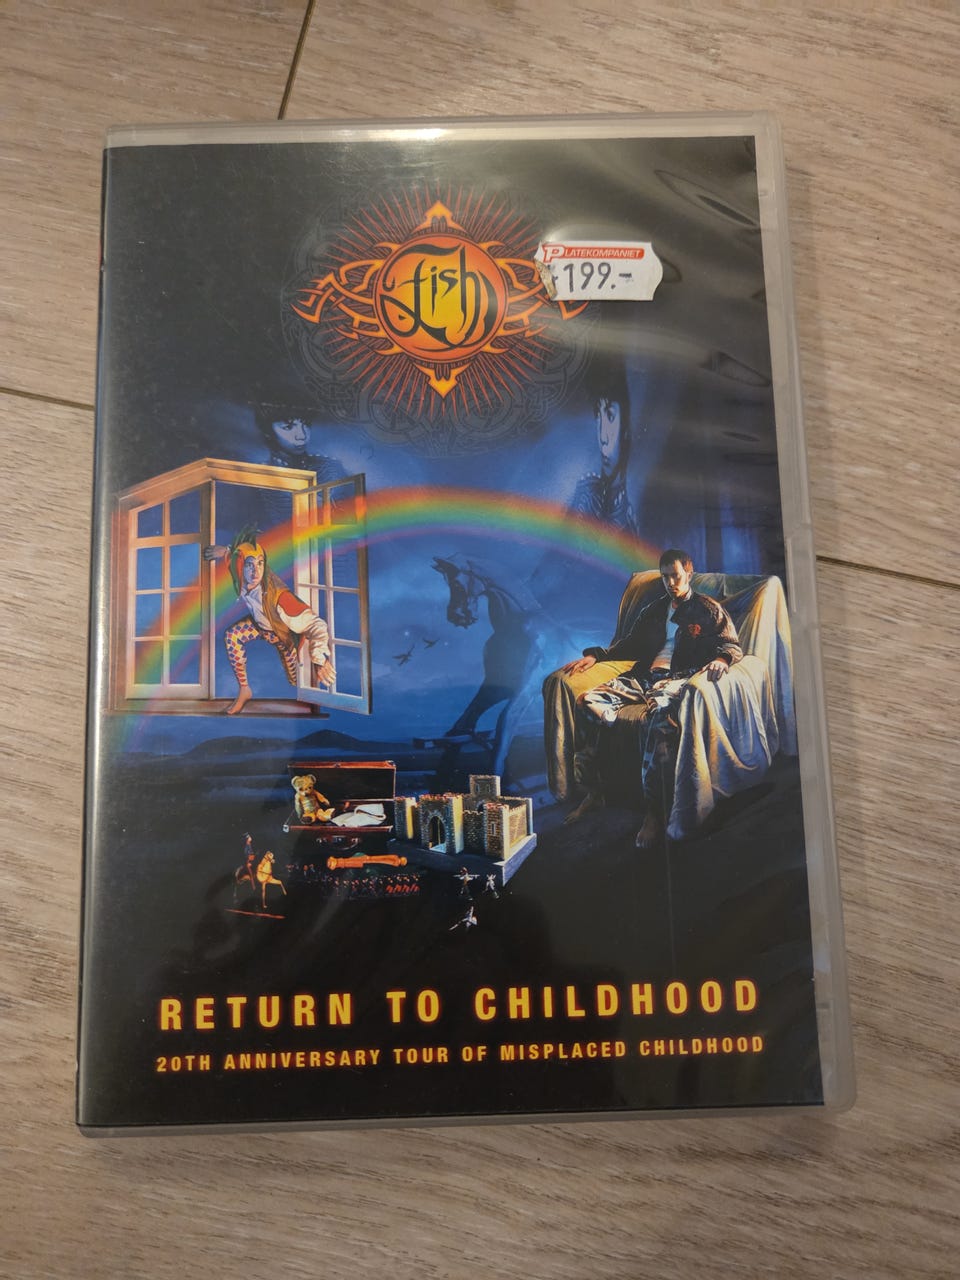 Fish
PLATEKOMPANIET
199.-
RETURN TO CHILDHOOD
20TH ANNIVERSARY TOUR OF MISPLACED CHILDHOOD